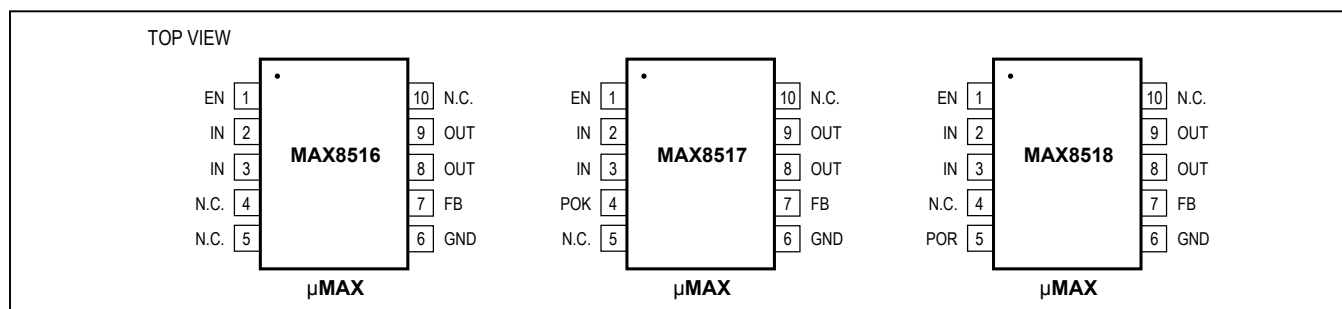 TOP VIEW
EN 1 10 N.C. EN 1 10 N.C. EN 1 10 N.C.
IN 2 9 OUT IN 2 9 OUT IN 2 9 OUT
MAX8516 MAX8517 MAX8518
IN 3 8 OUT IN 3 8 OUT IN 3 8 OUT
N.C. 4 7 FB POK 4 7 FB N.C. 4 7 FB
N.C. 5 6 GND N.C. 5 6 GND POR 5 6 GND
µMAX µMAX µMAX